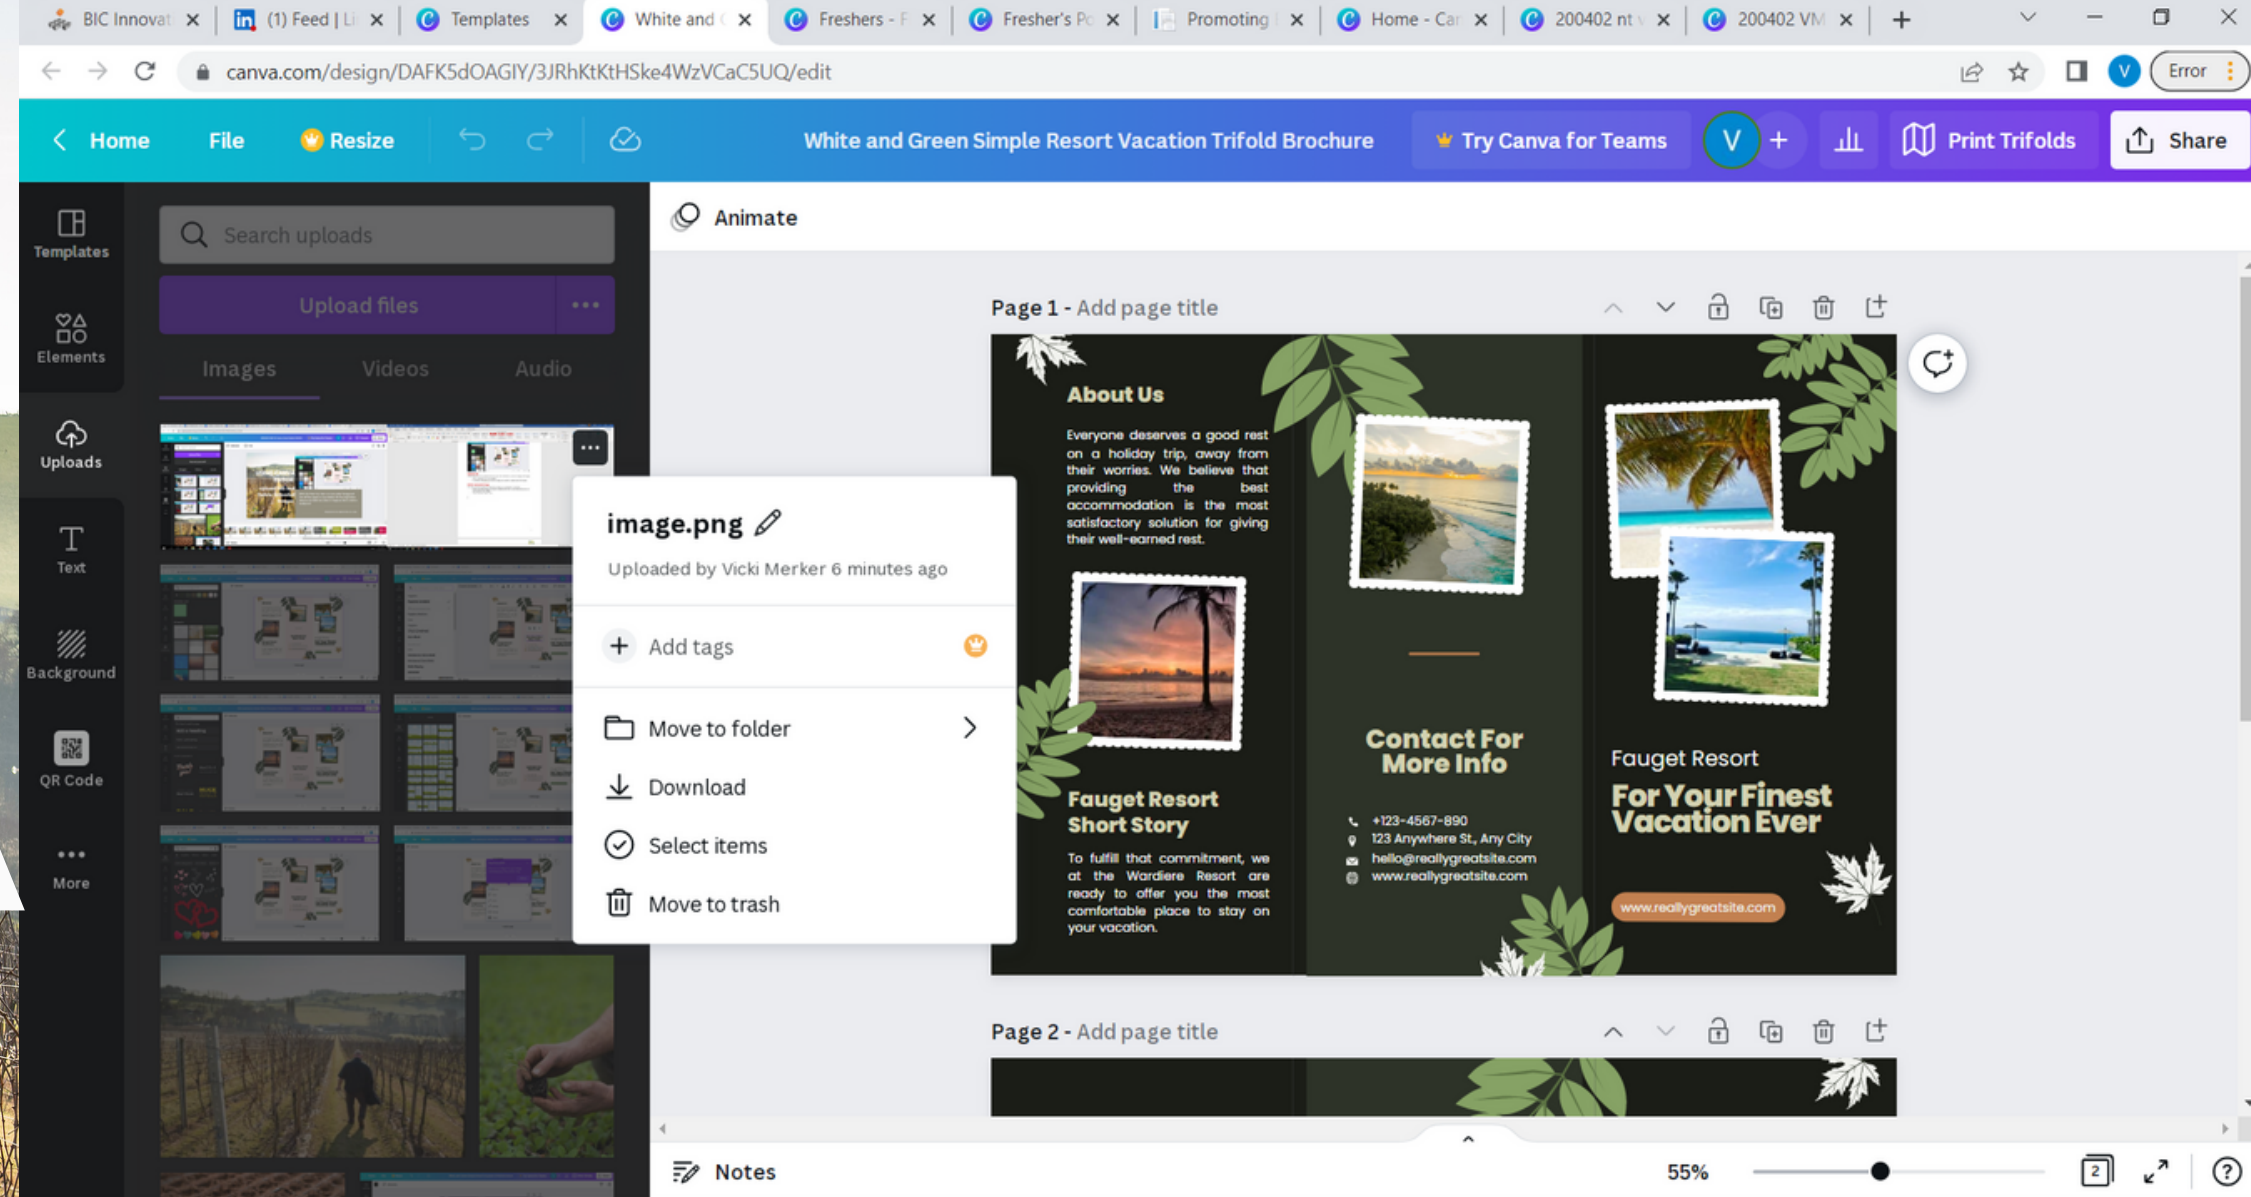 BIC Innovat
(1) Feed | Li
Templates
White and
Freshers - F
Fresher's Po
Promoting
Home - Car
200402 nt v
200402 VM
canva.com/design/DAFK5dOAGIY/3JRhKtKtHSke4WzVCaC5UQ/edit
V
Error
Home
File
Resize
White and Green Simple Resort Vacation Trifold Brochure
Try Canva for Teams
V
Print Trifolds
Share
Templates
Elements
Uploads
Text
Background
QR Code
More
Search uploads
Upload files
Images
Videos
Audio
image.png
Uploaded by Vicki Merker 6 minutes ago
Add tags
Move to folder
Download
Select items
Move to trash
Animate
Page 1 - Add page title
About Us
Everyone deserves a good rest
on a holiday trip, away from
their worries. We believe that
providing the best
accommodation is the most
satisfactory solution for giving
their well-earned rest.
Fauget Resort
Short Story
To fulfill that commitment, we
at the Wardiere Resort are
ready to offer you the most
comfortable place to stay on
your vacation.
Contact For
More Info
+123-4567-890
123 Anywhere St., Any City
hello@reallygreatsite.com
www.reallygreatsite.com
Fauget Resort
For Your Finest
Vacation Ever
www.reallygreatsite.com
Page 2 - Add page title
Notes
55%
2